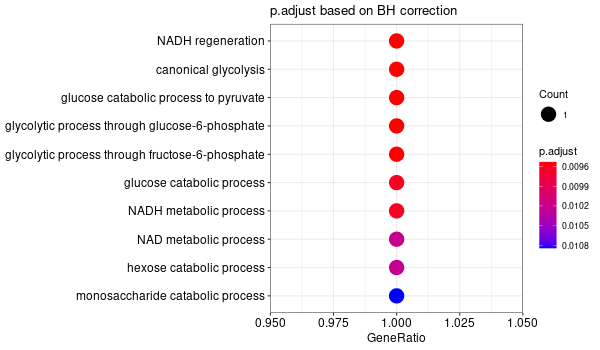 p.adjust based on BH correction
NADH regeneration
canonical glycolysis
glucose catabolic process to pyruvate
glycolytic process through glucose-6-phosphate
glycolytic process through fructose-6-phosphate
glucose catabolic process
NADH metabolic process
NAD metabolic process
hexose catabolic process
monosaccharide catabolic process
0.950 0.975 1.000 1.025 1.050
GeneRatio
Count
1
p.adjust
0.0096
0.0099
0.0102
0.0105
0.0108